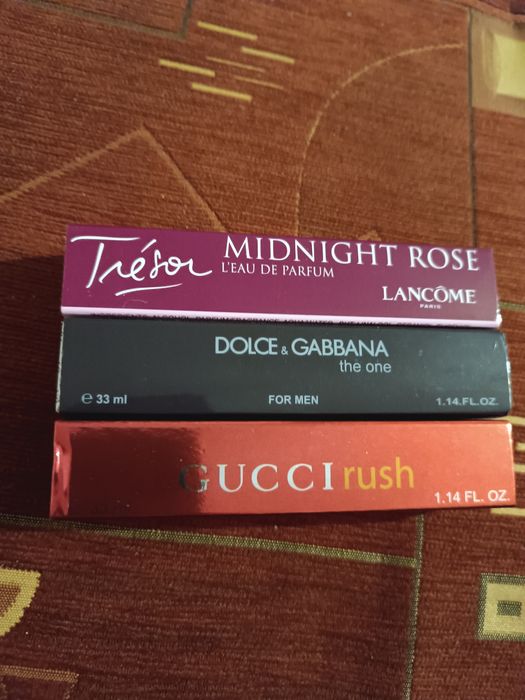 Trésor
MIDNIGHT ROSE
L'EAU DE PARFUM
LANCÔME
PARIS
DOLCE & GABBANA
the one
℮ 33 ml
FOR MEN
1.14.FL.OZ.
GUCCI rush
1.14 FL. OZ.